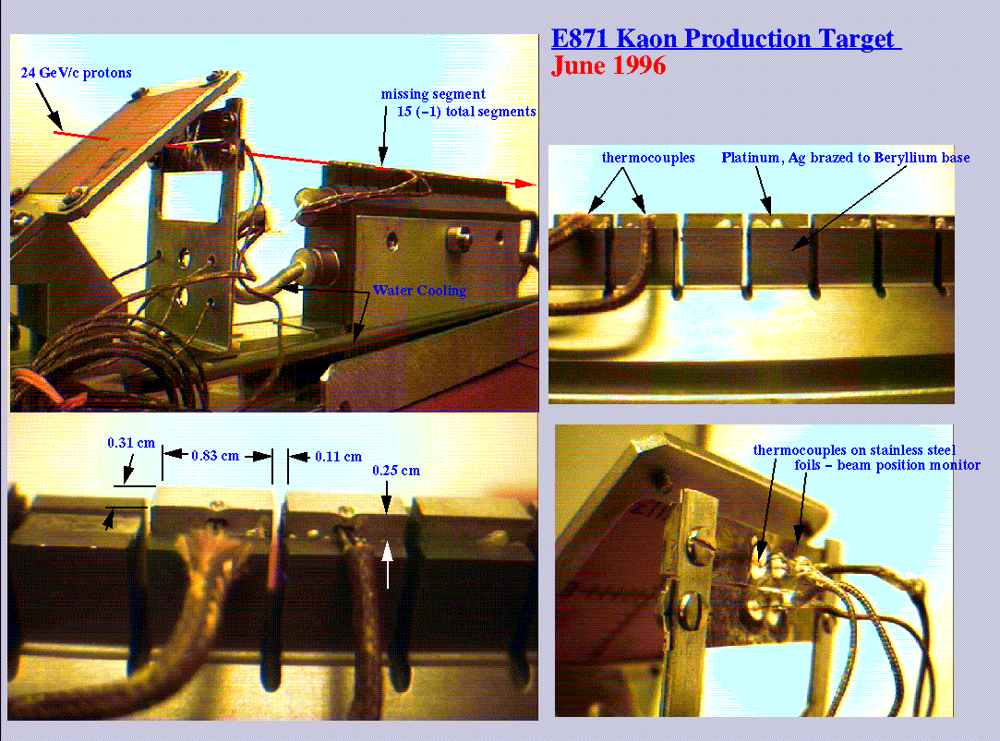 E871 Kaon Production Target
June 1996
24 GeV/c protons
missing segment
15 (−1) total segments
Water Cooling
thermocouples
Platinum, Ag brazed to Beryllium base
0.31 cm
0.83 cm
0.11 cm
0.25 cm
thermocouples on stainless steel
foils − beam position monitor